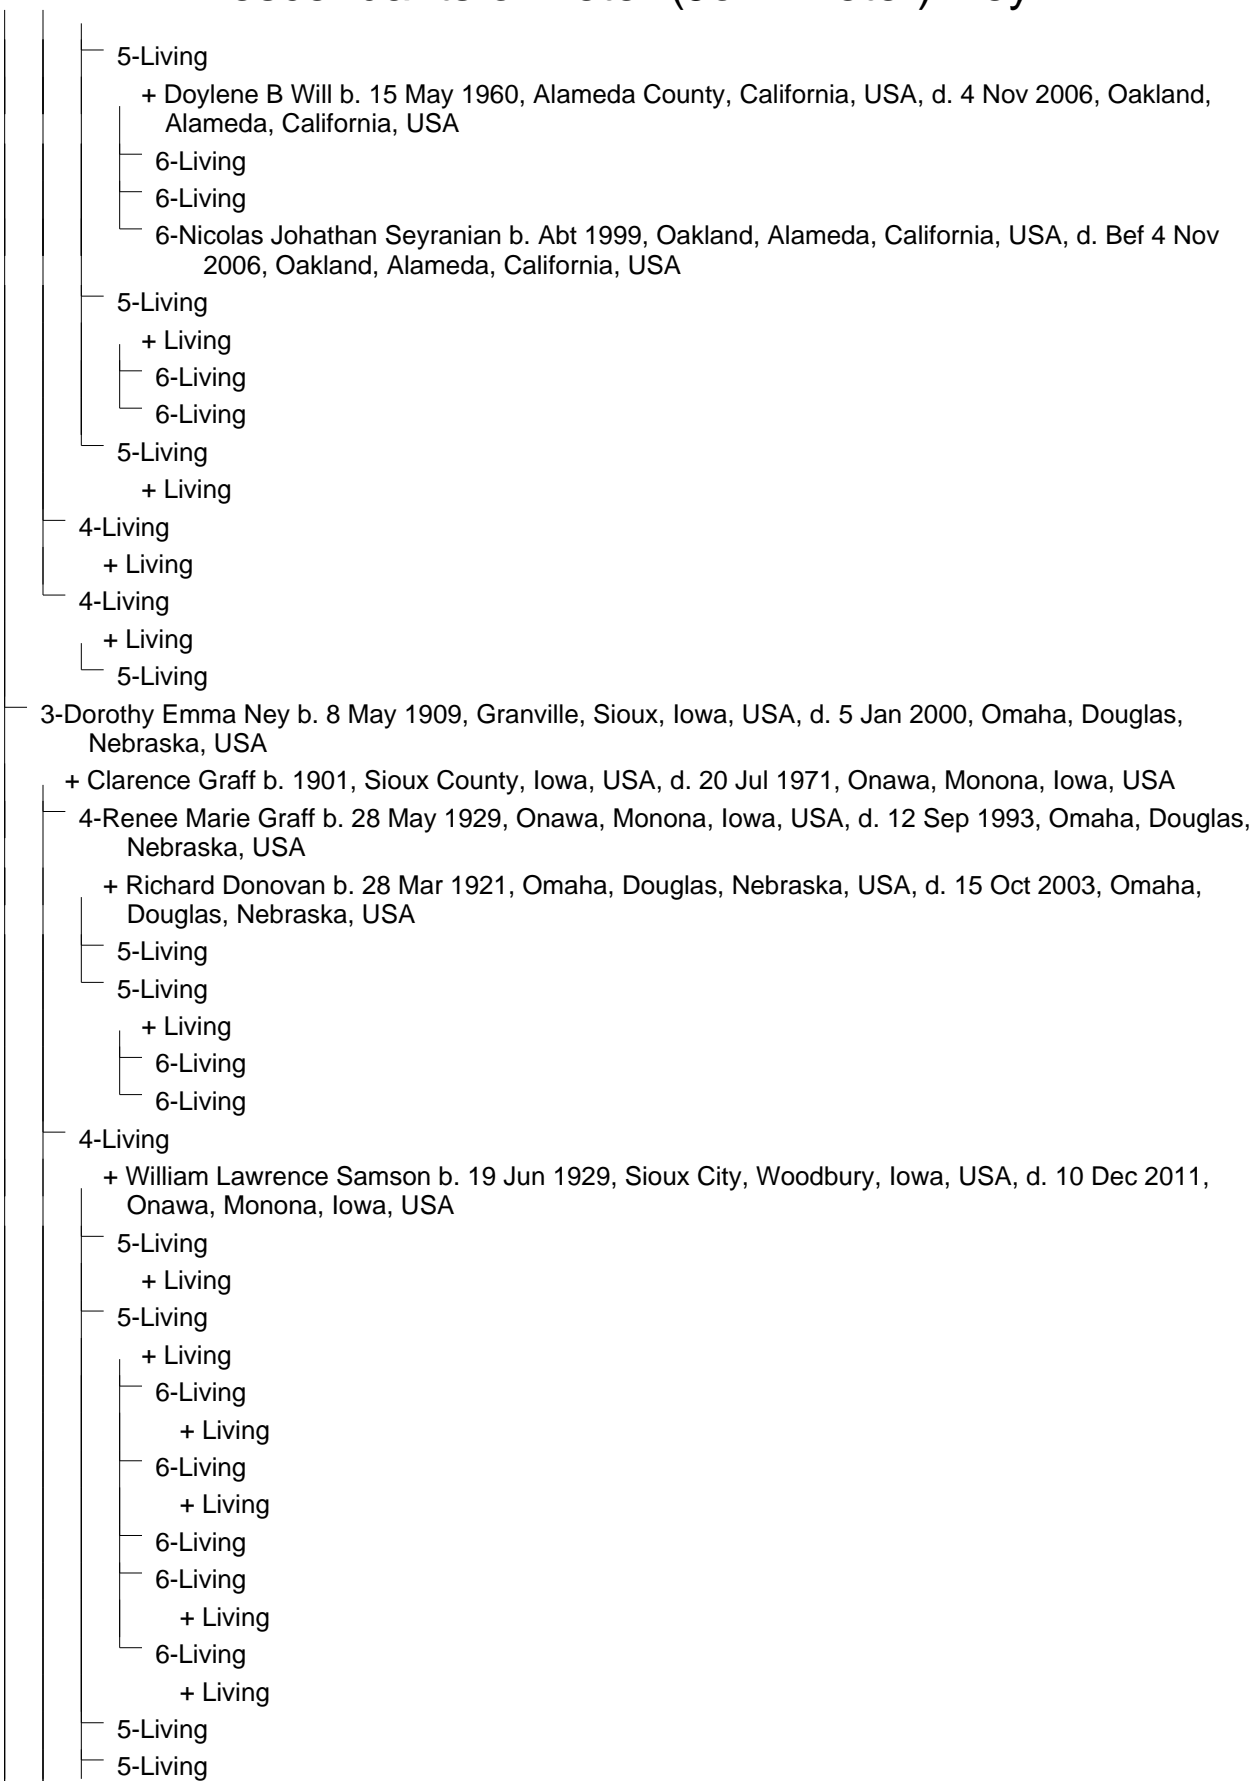 5-Living
+ Doylene B Will b. 15 May 1960, Alameda County, California, USA, d. 4 Nov 2006, Oakland,
Alameda, California, USA
6-Living
6-Living
6-Nicolas Johathan Seyranian b. Abt 1999, Oakland, Alameda, California, USA, d. Bef 4 Nov
2006, Oakland, Alameda, California, USA
5-Living
+ Living
6-Living
6-Living
5-Living
+ Living
4-Living
+ Living
4-Living
+ Living
5-Living
3-Dorothy Emma Ney b. 8 May 1909, Granville, Sioux, Iowa, USA, d. 5 Jan 2000, Omaha, Douglas,
Nebraska, USA
+ Clarence Graff b. 1901, Sioux County, Iowa, USA, d. 20 Jul 1971, Onawa, Monona, Iowa, USA
4-Renee Marie Graff b. 28 May 1929, Onawa, Monona, Iowa, USA, d. 12 Sep 1993, Omaha, Douglas,
Nebraska, USA
+ Richard Donovan b. 28 Mar 1921, Omaha, Douglas, Nebraska, USA, d. 15 Oct 2003, Omaha,
Douglas, Nebraska, USA
5-Living
5-Living
+ Living
6-Living
6-Living
4-Living
+ William Lawrence Samson b. 19 Jun 1929, Sioux City, Woodbury, Iowa, USA, d. 10 Dec 2011,
Onawa, Monona, Iowa, USA
5-Living
+ Living
5-Living
+ Living
6-Living
+ Living
6-Living
+ Living
6-Living
6-Living
+ Living
6-Living
+ Living
5-Living
5-Living